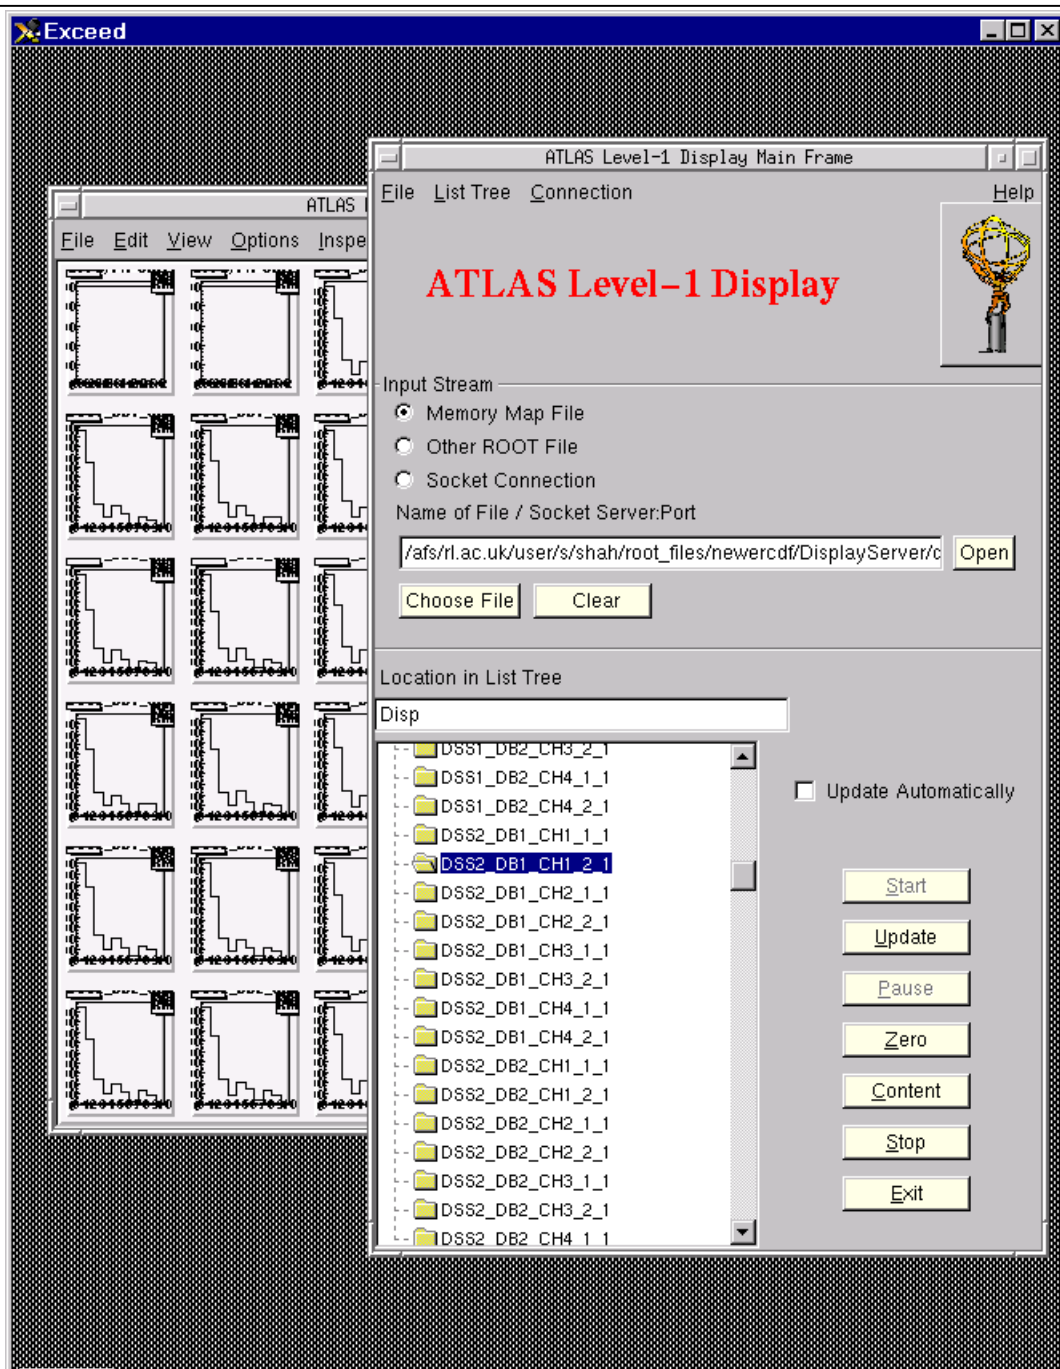 Exceed
ATLAS Level-1 Display Main Frame
File List Tree Connection Help
ATLAS
File Edit View Options Inspe
ATLAS Level-1 Display
Input Stream
Memory Map File
Other ROOT File
Socket Connection
Name of File / Socket Server:Port
/afs/rl.ac.uk/user/s/shah/root_files/newercdf/DisplayServer/c
Open
Choose File Clear
Location in List Tree
Disp
DSS1_DB2_CH3_2_1
DSS1_DB2_CH4_1_1
DSS1_DB2_CH4_2_1
DSS2_DB1_CH1_1_1
DSS2_DB1_CH1_2_1
DSS2_DB1_CH2_1_1
DSS2_DB1_CH2_2_1
DSS2_DB1_CH3_1_1
DSS2_DB1_CH3_2_1
DSS2_DB1_CH4_1_1
DSS2_DB1_CH4_2_1
DSS2_DB2_CH1_1_1
DSS2_DB2_CH1_2_1
DSS2_DB2_CH2_1_1
DSS2_DB2_CH2_2_1
DSS2_DB2_CH3_1_1
DSS2_DB2_CH3_2_1
DSS2_DB2_CH4_1_1
Update Automatically
Start
Update
Pause
Zero
Content
Stop
Exit